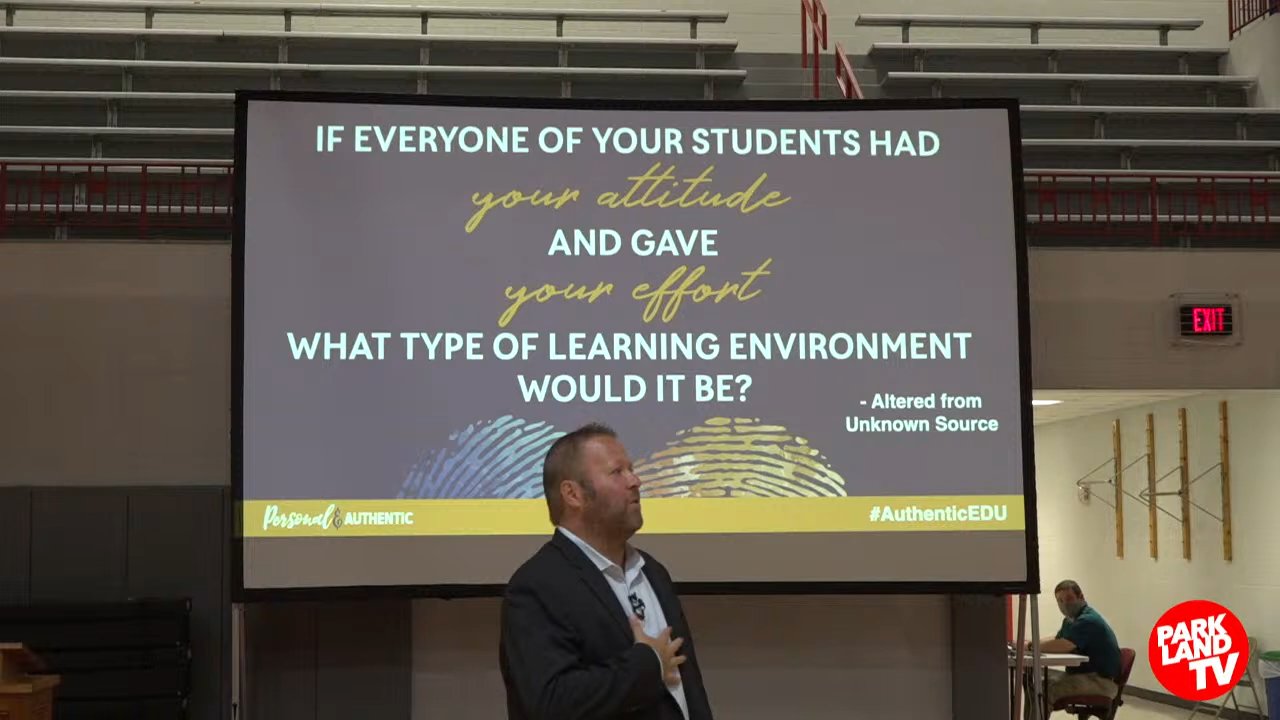 IF EVERYONE OF YOUR STUDENTS HAD
your attitude
AND GAVE
your effort
WHAT TYPE OF LEARNING ENVIRONMENT
WOULD IT BE?
- Altered from
Unknown Source
Personal & AUTHENTIC
#AuthenticEDU
EXIT
PARK
LAND
TV